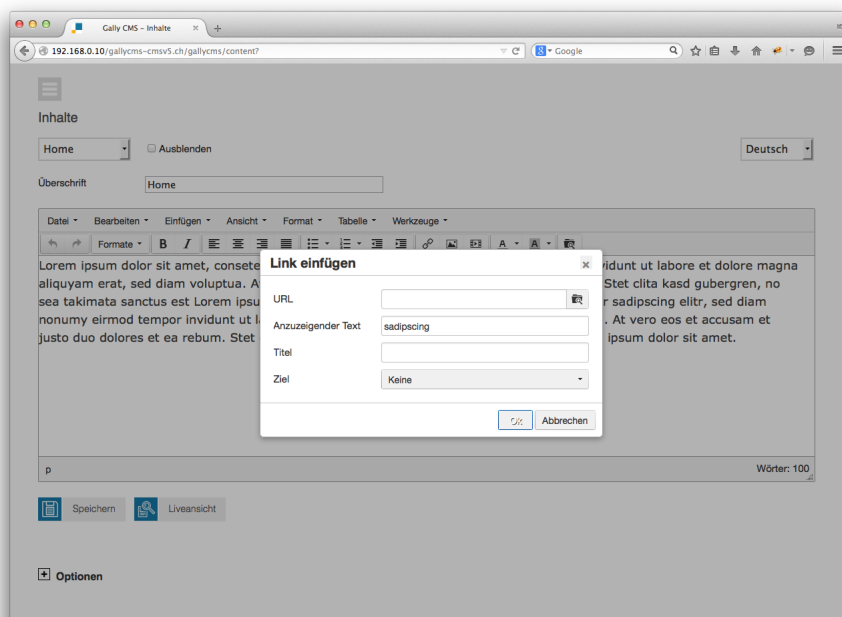 Gally CMS – Inhalte
192.168.0.10/gallycms-cmsv5.ch/gallycms/content?
Google
Inhalte
Home
Ausblenden
Deutsch
Überschrift
Home
Datei Bearbeiten Einfügen Ansicht Format Tabelle Werkzeuge
Formate B I A A
Lorem ipsum dolor sit amet, consete
vidunt ut labore et dolore magna
aliquyam erat, sed diam voluptua. A
Stet clita kasd gubergren, no
sea takimata sanctus est Lorem ipsu
r sadipscing elitr, sed diam
nonumy eirmod tempor invidunt ut l
. At vero eos et accusam et
justo duo dolores et ea rebum. Stet
ipsum dolor sit amet.
Link einfügen
URL
Anzuzeigender Text
sadipscing
Titel
Ziel
Keine
Ok
Abbrechen
p
Wörter: 100
Speichern
Liveansicht
Optionen